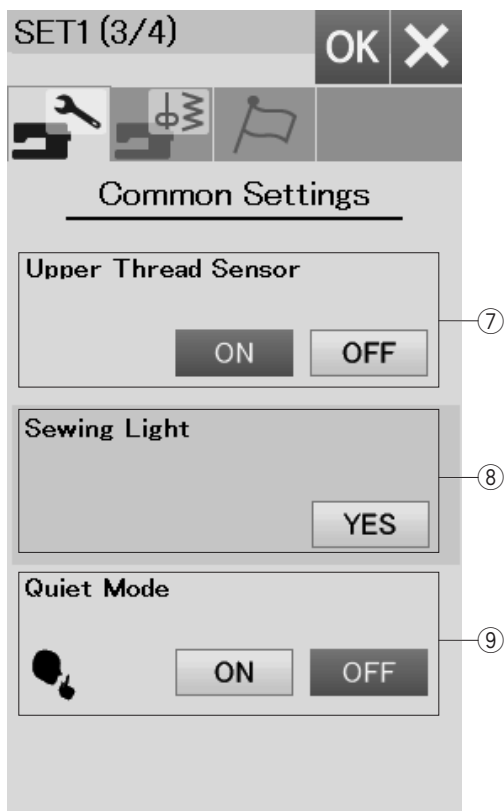 SET1 (3/4)
OK
Common Settings
Upper Thread Sensor
ON OFF
⑦
Sewing Light
YES
⑧
Quiet Mode
ON OFF
⑨